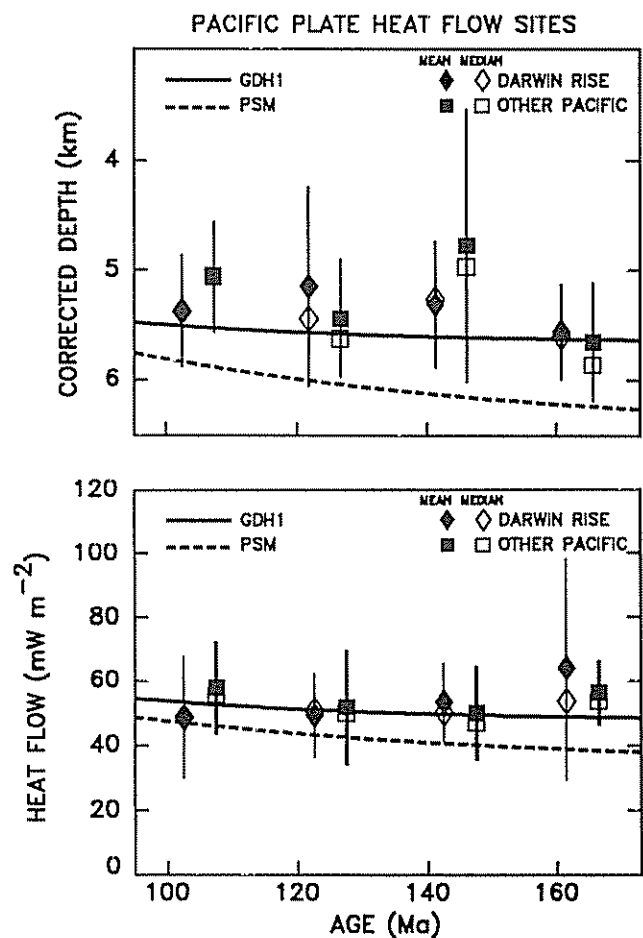 PACIFIC PLATE HEAT FLOW SITES
MEAN MEDIAN
GDH1 DARWIN RISE
PSM OTHER PACIFIC
4
5
6
CORRECTED DEPTH (km)
120
MEAN MEDIAN
GDH1 DARWIN RISE
100
PSM OTHER PACIFIC
80
60
40
20
0
HEAT FLOW (mW m⁻²)
100 120 140 160
AGE (Ma)